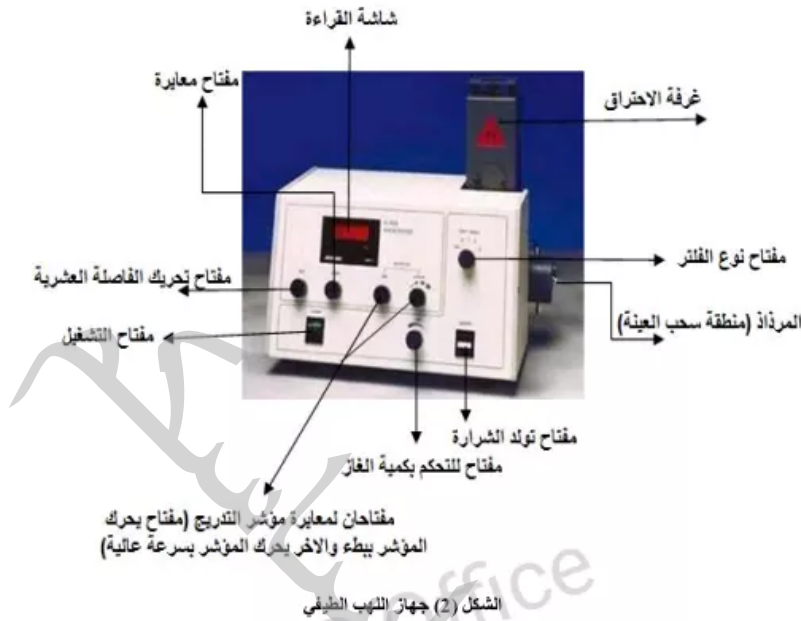 شاشة القراءة
مفتاح معايرة
غرفة الاحتراق
مفتاح نوع الفلتر
مفتاح تحريك الفاصلة العشرية
المرذاذ (منطقة سحب العينة)
مفتاح التشغيل
مفتاح تولد الشرارة
مفتاح للتحكم بكمية الغاز
مفتاحان لمعايرة مؤشر التدريج (مفتاح يحرك
المؤشر ببطء والاخر يحرك المؤشر بسرعة عالية)
office
الشكل (2) جهاز اللهب الطيفي